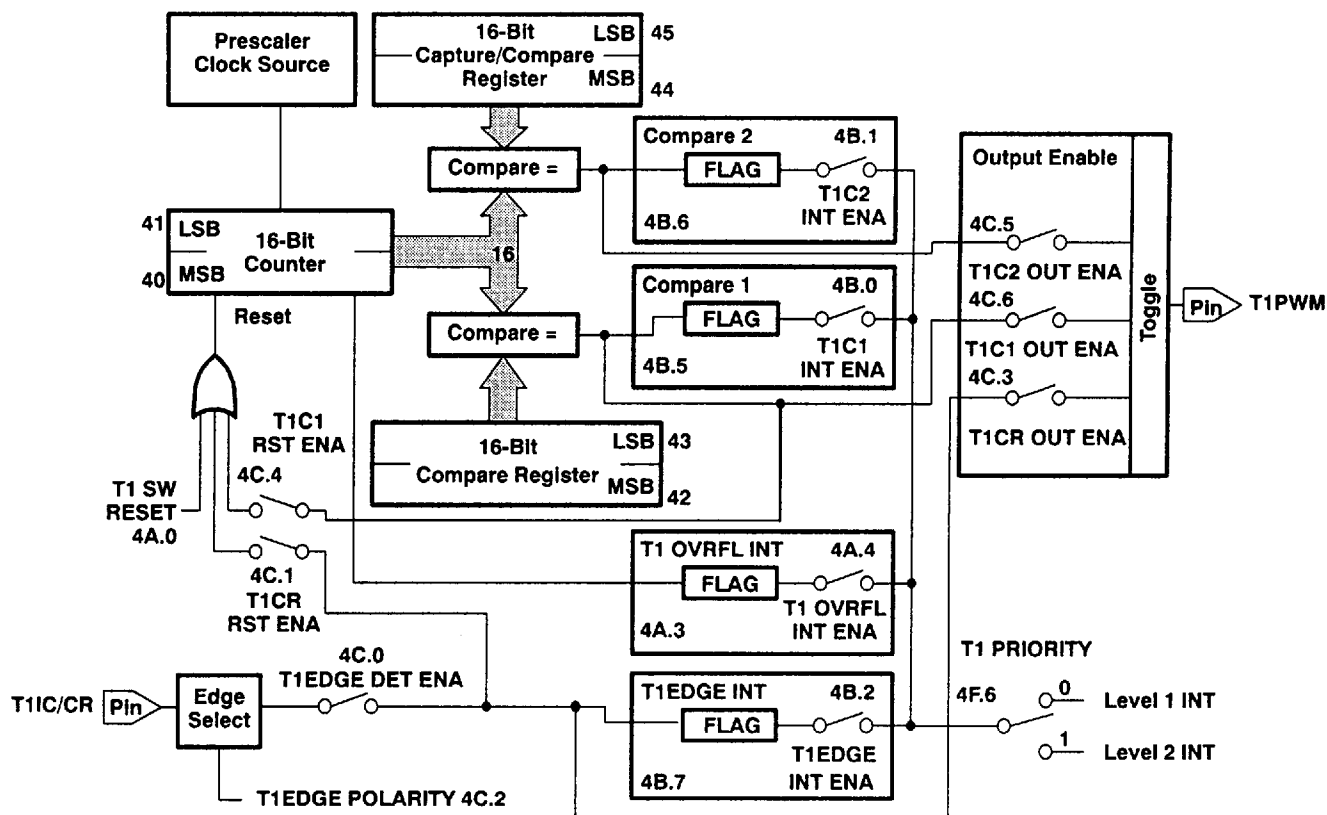 Prescaler
Clock Source
16-Bit
Capture/Compare
Register
LSB
MSB
45
44
Compare =
Compare 2
4B.1
FLAG
T1C2
INT ENA
4B.6
Output Enable
4C.5
T1C2 OUT ENA
4C.6
T1C1 OUT ENA
4C.3
T1CR OUT ENA
Toggle
Pin
T1PWM
41
LSB
40
MSB
16-Bit
Counter
16
Reset
Compare 1
4B.0
FLAG
T1C1
INT ENA
4B.5
Compare =
T1C1
RST ENA
16-Bit
Compare Register
LSB
MSB
43
42
4C.4
T1 SW
RESET
4A.0
4C.1
T1CR
RST ENA
T1 OVRFL INT
4A.4
FLAG
T1 OVRFL
INT ENA
4A.3
4C.0
T1EDGE DET ENA
T1IC/CR
Pin
Edge
Select
T1EDGE POLARITY 4C.2
T1EDGE INT
4B.2
FLAG
T1EDGE
INT ENA
4B.7
T1 PRIORITY
4F.6
0
Level 1 INT
1
Level 2 INT